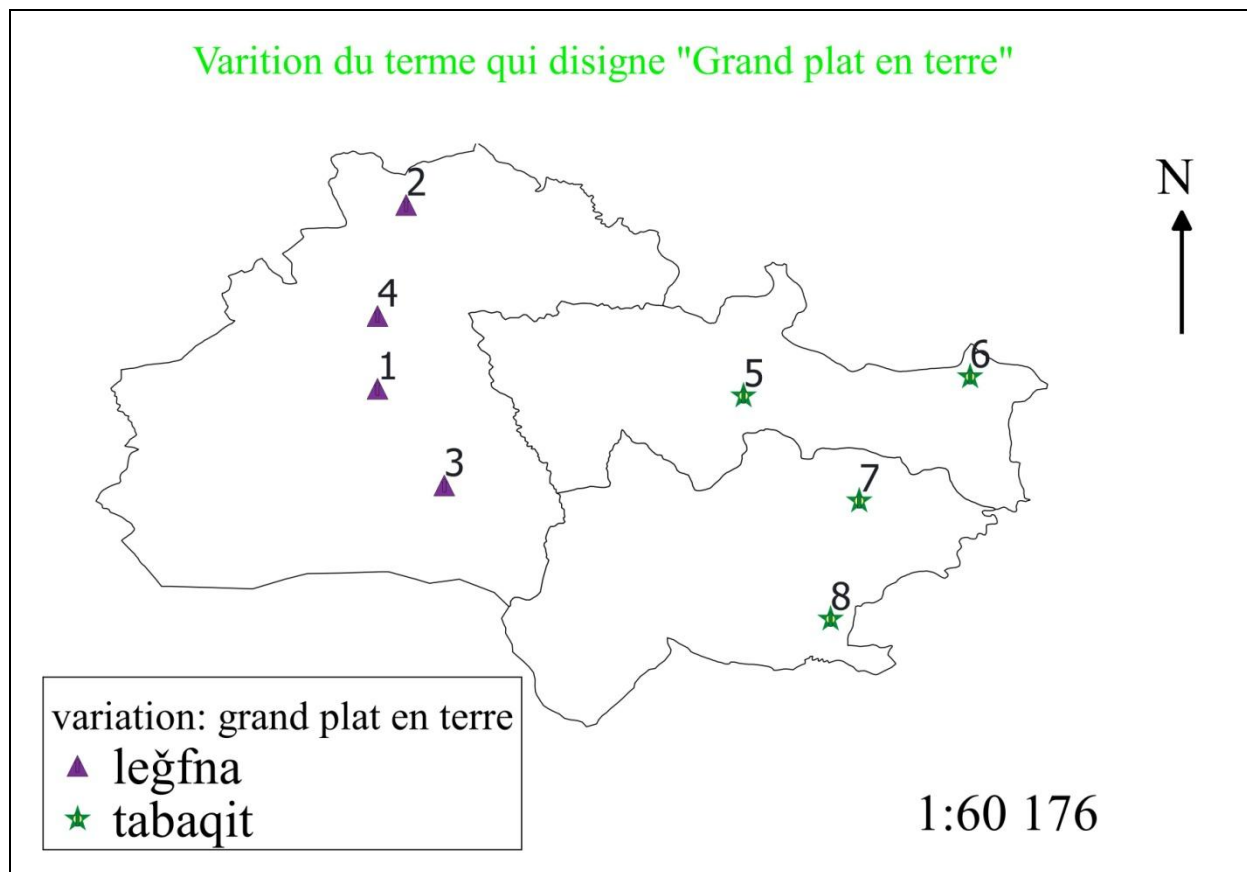 Varition du terme qui disigne "Grand plat en terre"
N
2
4
1
3
5
6
7
8
variation: grand plat en terre
leğfna
tabaqit
1:60 176